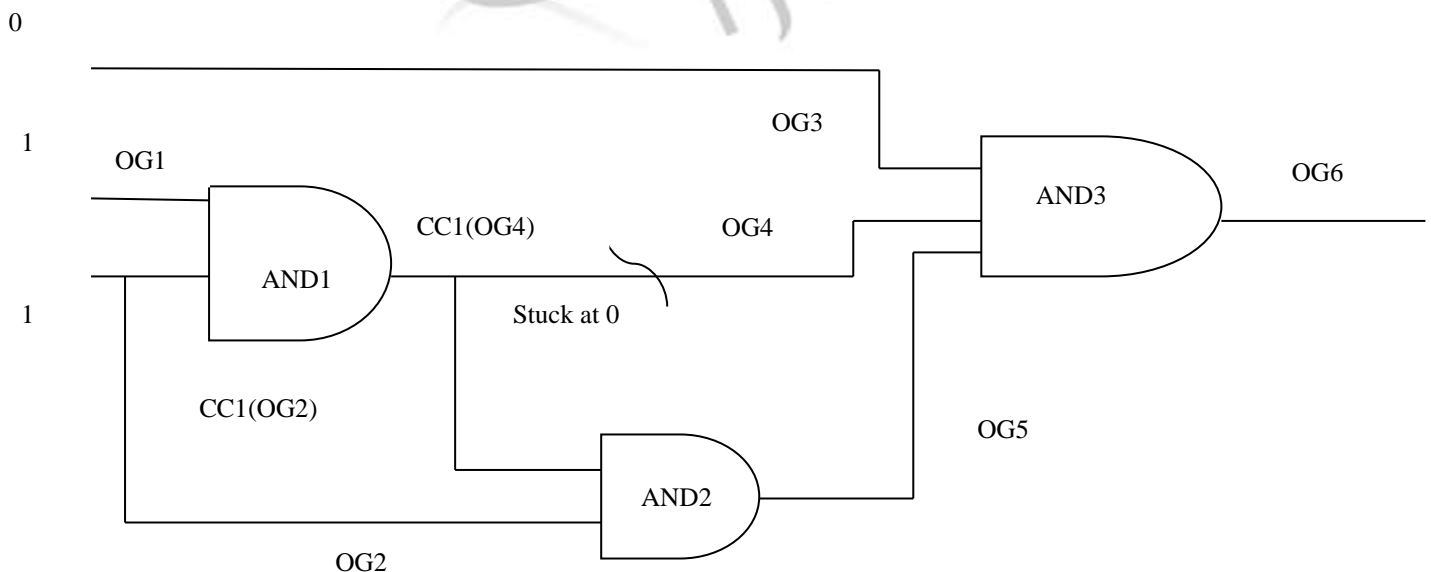 0
OG3
1
OG1
OG6
AND3
CC1(OG4)
OG4
AND1
1
Stuck at 0
CC1(OG2)
OG5
AND2
OG2